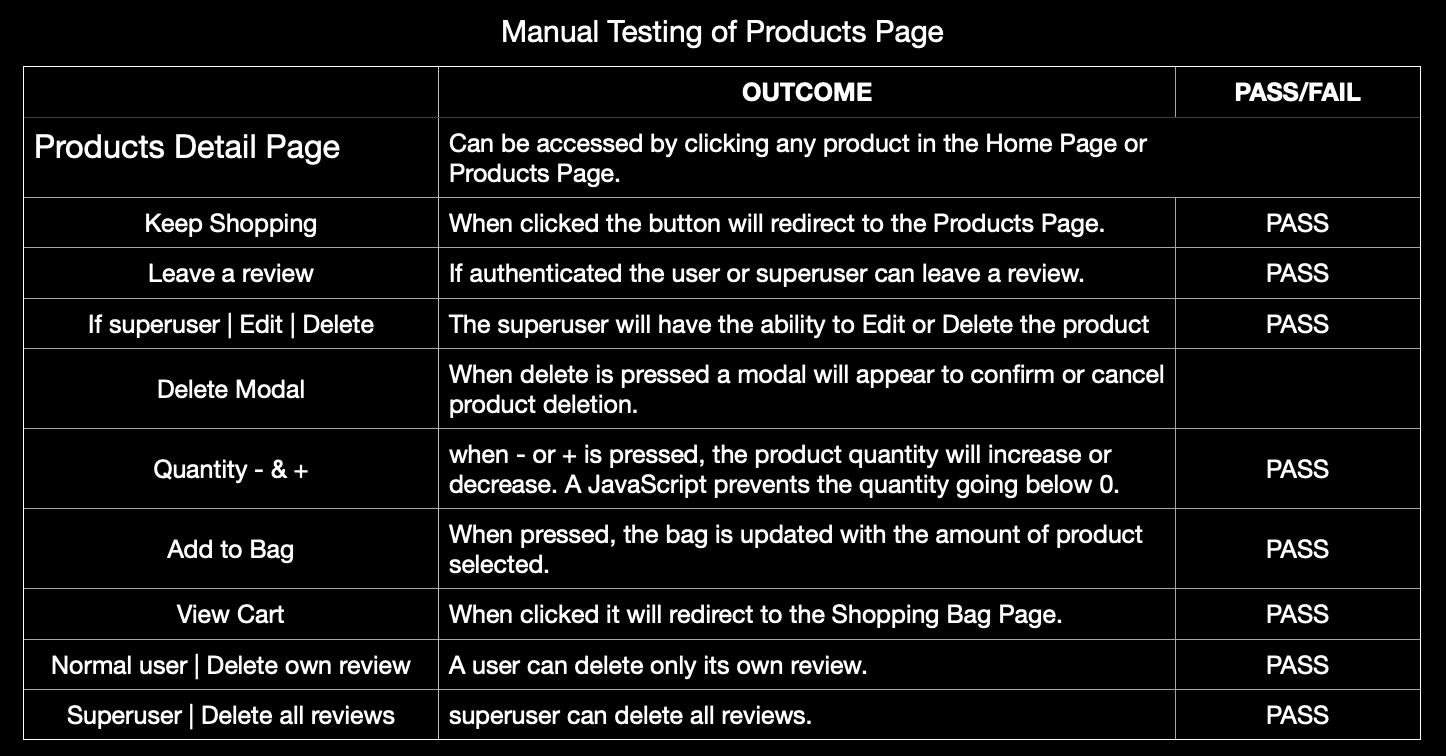 Manual Testing of Products Page
OUTCOME PASS/FAIL
Products Detail Page Can be accessed by clicking any product in the Home Page or
Products Page.
Keep Shopping When clicked the button will redirect to the Products Page. PASS
Leave a review If authenticated the user or superuser can leave a review. PASS
If superuser | Edit | Delete The superuser will have the ability to Edit or Delete the product PASS
Delete Modal When delete is pressed a modal will appear to confirm or cancel
product deletion.
Quantity - & + when - or + is pressed, the product quantity will increase or
decrease. A JavaScript prevents the quantity going below 0. PASS
Add to Bag When pressed, the bag is updated with the amount of product
selected. PASS
View Cart When clicked it will redirect to the Shopping Bag Page. PASS
Normal user | Delete own review A user can delete only its own review. PASS
Superuser | Delete all reviews superuser can delete all reviews. PASS